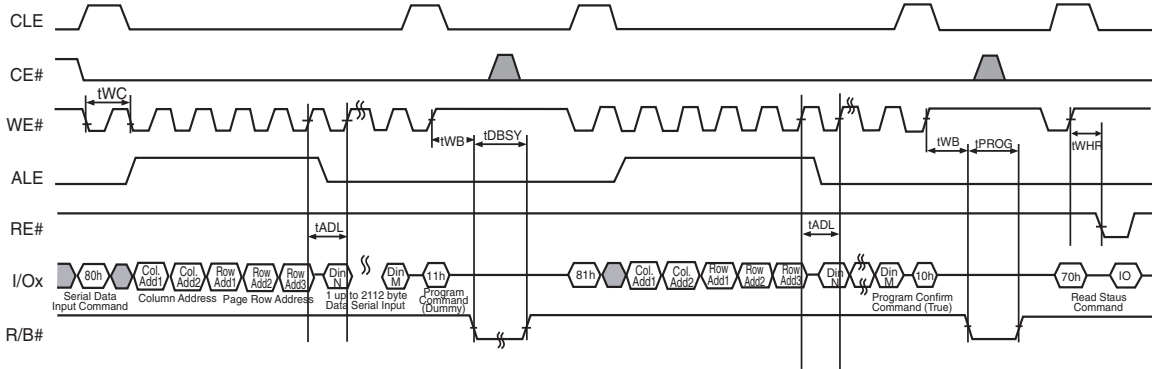 CLE
CE#
tWC
WE#
tWB
tDBSY
tWB
tPROG
tWHR
ALE
RE#
tADL
tADL
I/Ox
80h
Col. Add1
Col. Add2
Row Add1
Row Add2
Row Add3
Din N
Din M
11h
81h
Col. Add1
Col. Add2
Row Add1
Row Add2
Row Add3
Din N
Din M
10h
70h
IO
Serial Data
Input Command
Column Address
Page Row Address
1 up to 2112 byte
Data Serial Input
Program
Command
(Dummy)
Program Confirm
Command (True)
Read Staus
Command
R/B#